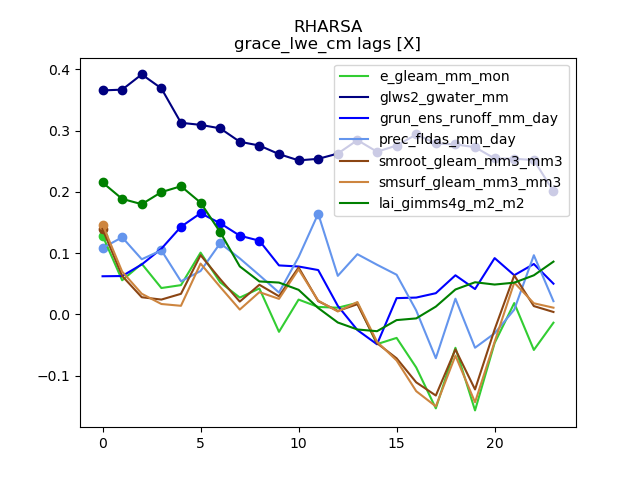 RHARSA
grace_lwe_cm lags [X]
e_gleam_mm_mon
glws2_gwater_mm
grun_ens_runoff_mm_day
prec_fldas_mm_day
smroot_gleam_mm3_mm3
smsurf_gleam_mm3_mm3
lai_gimms4g_m2_m2
0.4
0.3
0.2
0.1
0.0
−0.1
0
5
10
15
20